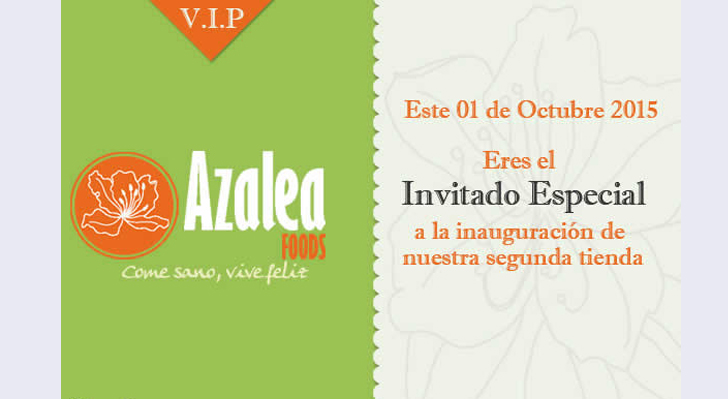 V.I.P
Azalea
FOODS
Come sano, vive feliz
Este 01 de Octubre 2015
Eres el
Invitado Especial
a la inauguración de
nuestra segunda tienda